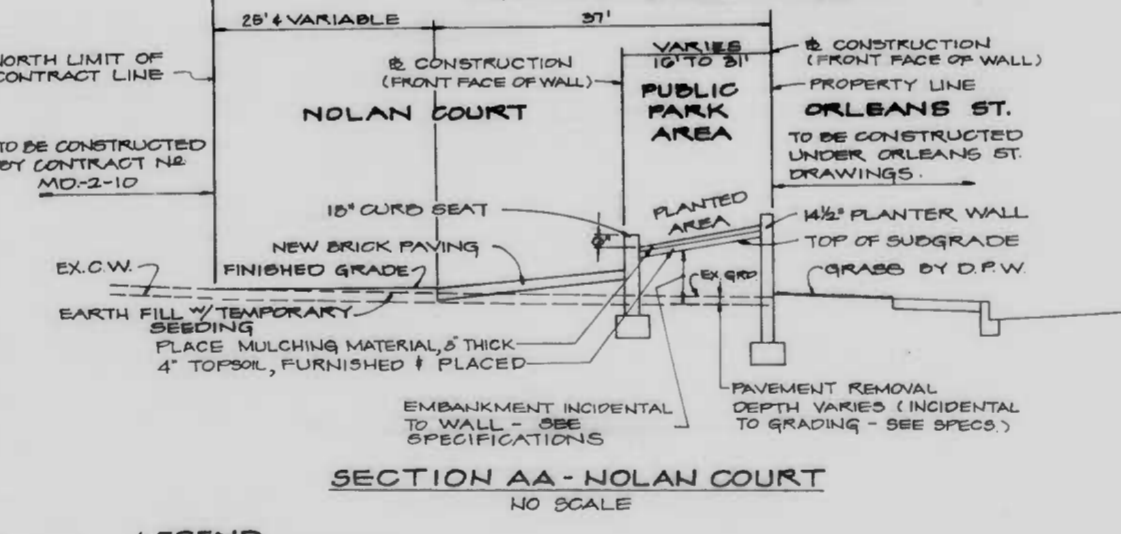 25' & VARIABLE
37'
NORTH LIMIT OF
CONTRACT LINE
℄ CONSTRUCTION
(FRONT FACE OF WALL)
VARIES
16' TO 31'
℄ CONSTRUCTION
(FRONT FACE OF WALL)
PROPERTY LINE
NOLAN COURT
PUBLIC
PARK
AREA
ORLEANS ST.
TO BE CONSTRUCTED
BY CONTRACT NO
MD.-2-10
TO BE CONSTRUCTED
UNDER ORLEANS ST.
DRAWINGS.
18" CURB SEAT
PLANTED
AREA
14½" PLANTER WALL
NEW BRICK PAVING
TOP OF SUBGRADE
EX.C.W.
FINISHED GRADE
EX. GRD
GRASS BY D.P.W.
EARTH FILL W/TEMPORARY
SEEDING
PLACE MULCHING MATERIAL, 3" THICK
4" TOPSOIL, FURNISHED & PLACED
EMBANKMENT INCIDENTAL
TO WALL - SEE
SPECIFICATIONS
PAVEMENT REMOVAL
DEPTH VARIES (INCIDENTAL
TO GRADING - SEE SPECS.)
SECTION AA - NOLAN COURT
NO SCALE
LEGEND